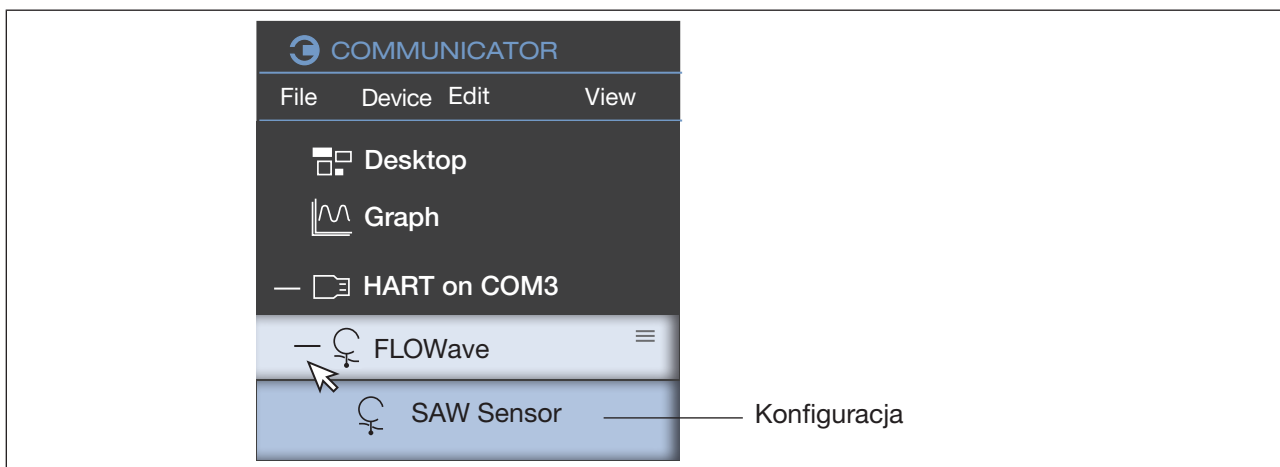 COMMUNICATOR
File Device Edit View
Desktop
Graph
HART on COM3
FLOWave
SAW Sensor
Konfiguracja